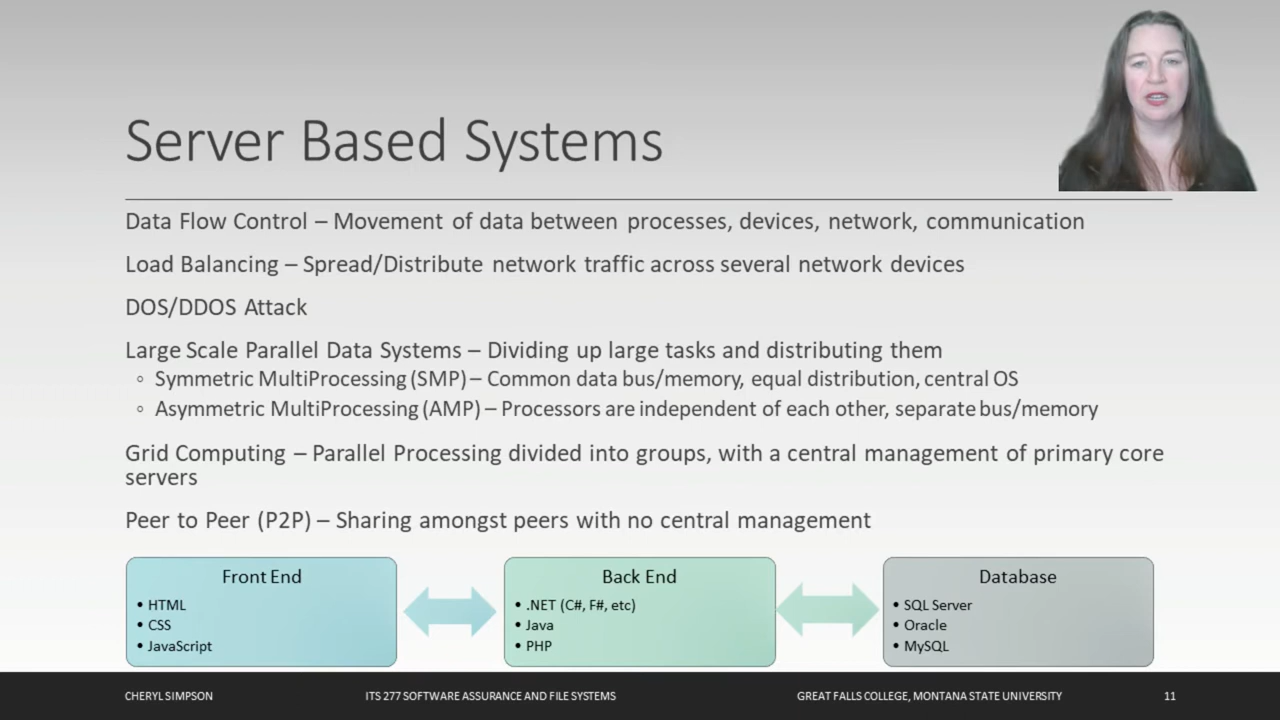 Server Based Systems
Data Flow Control – Movement of data between processes, devices, network, communication
Load Balancing – Spread/Distribute network traffic across several network devices
DOS/DDOS Attack
Large Scale Parallel Data Systems – Dividing up large tasks and distributing them
◦ Symmetric MultiProcessing (SMP) – Common data bus/memory, equal distribution, central OS
◦ Asymmetric MultiProcessing (AMP) – Processors are independent of each other, separate bus/memory
Grid Computing – Parallel Processing divided into groups, with a central management of primary core
servers
Peer to Peer (P2P) – Sharing amongst peers with no central management
Front End
• HTML
• CSS
• JavaScript
Back End
• .NET (C#, F#, etc)
• Java
• PHP
Database
• SQL Server
• Oracle
• MySQL
CHERYL SIMPSON
ITS 277 SOFTWARE ASSURANCE AND FILE SYSTEMS
GREAT FALLS COLLEGE, MONTANA STATE UNIVERSITY
11